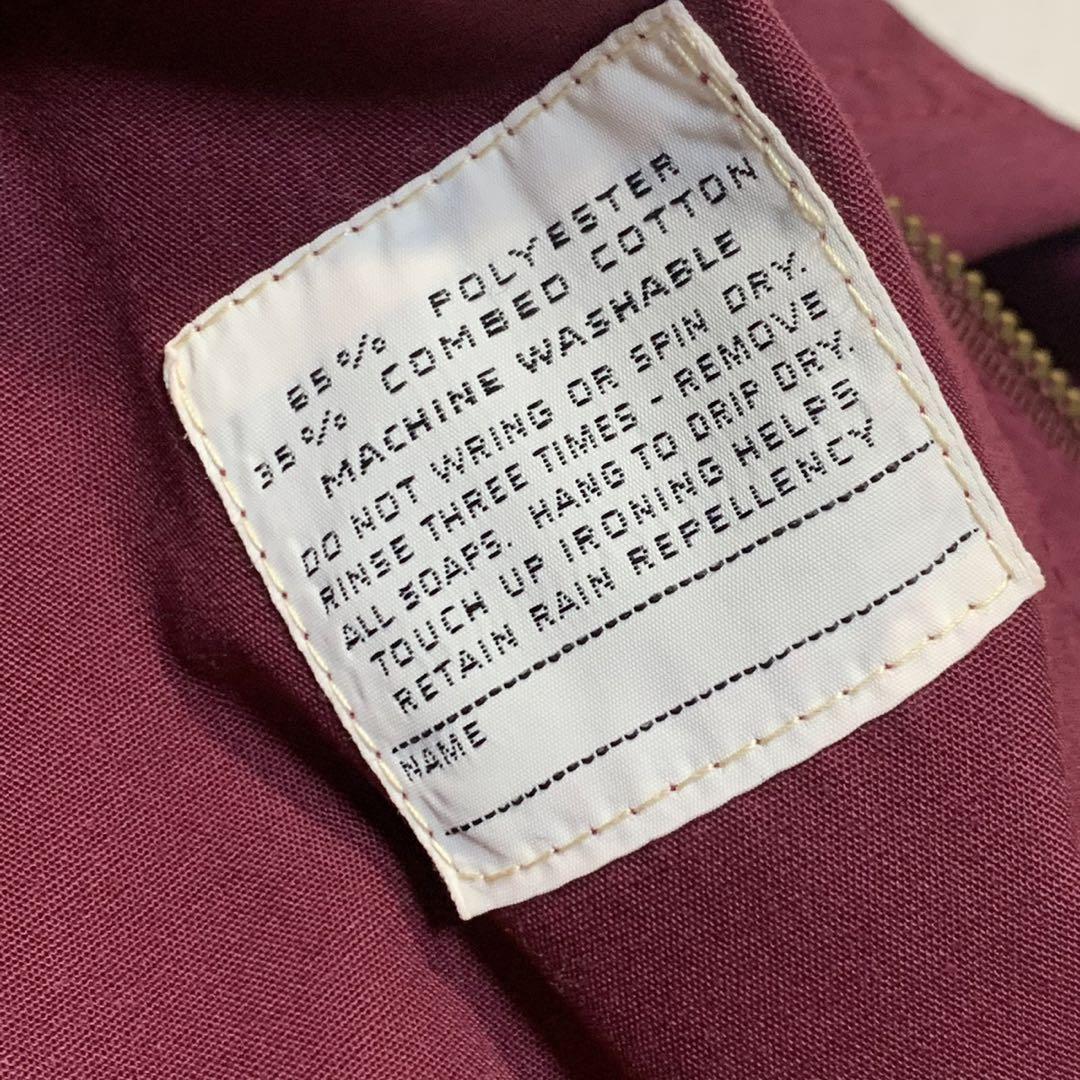 65% POLYESTER
35% COMBED COTTON
MACHINE WASHABLE
DO NOT WRING OR SPIN DRY.
RINSE THREE TIMES - REMOVE
ALL SOAPS. HANG TO DRIP DRY.
TOUCH UP IRONING HELPS
RETAIN RAIN REPELLENCY
NAME